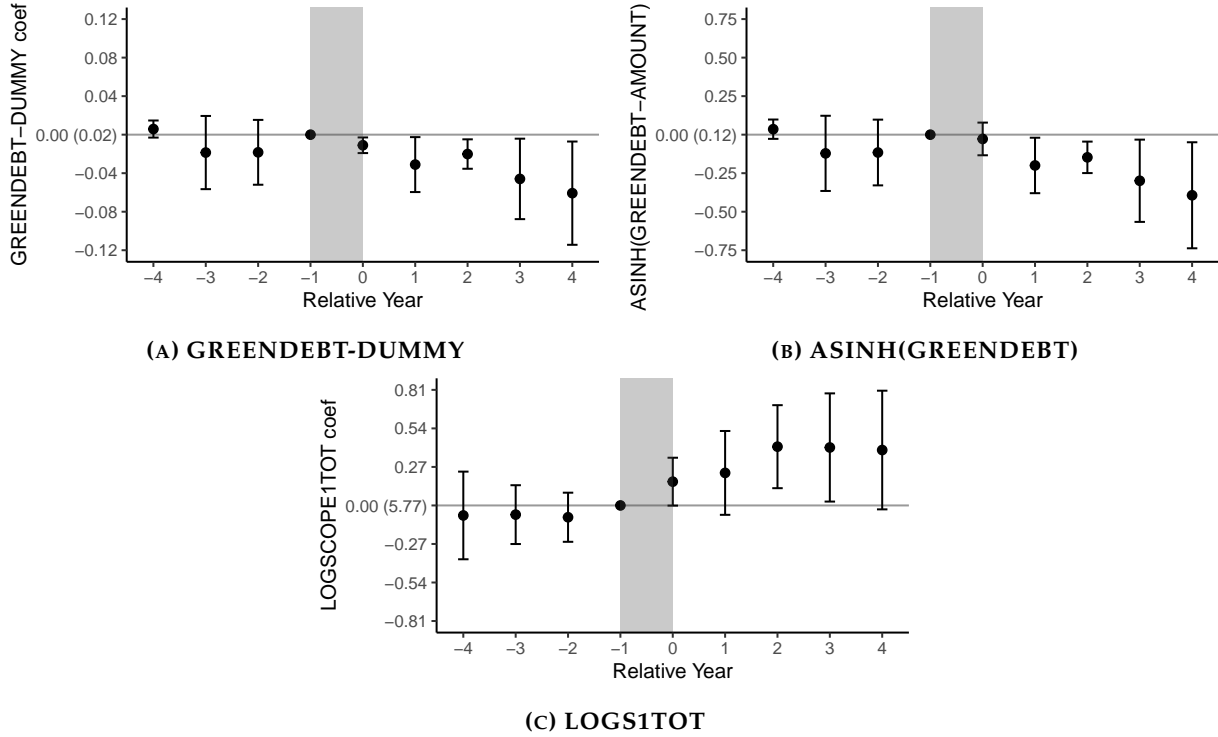 GREENDEBT−DUMMY coef
0.12
0.08
0.04
0.00 (0.02)
−0.04
−0.08
−0.12
−4 −3 −2 −1 0 1 2 3 4
Relative Year
(A) GREENDEBT-DUMMY
ASINH(GREENDEBT−AMOUNT)
0.75
0.50
0.25
0.00 (0.12)
−0.25
−0.50
−0.75
−4 −3 −2 −1 0 1 2 3 4
Relative Year
(B) ASINH(GREENDEBT)
LOGSCOPE1TOT coef
0.81
0.54
0.27
0.00 (5.77)
−0.27
−0.54
−0.81
−4 −3 −2 −1 0 1 2 3 4
Relative Year
(C) LOGS1TOT